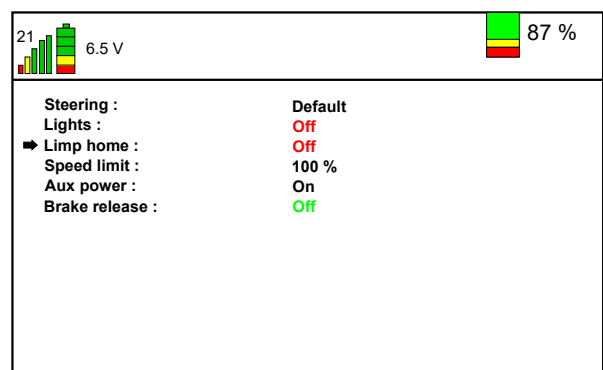 21
6.5 V
87 %
Steering : Default
Lights : Off
Limp home : Off
Speed limit : 100 %
Aux power : On
Brake release : Off